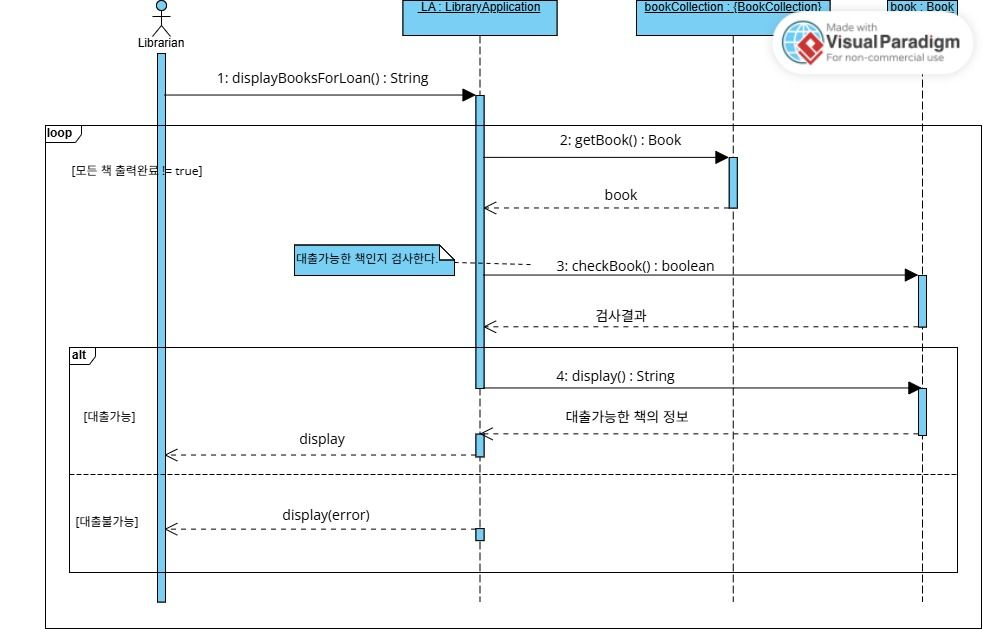 LA : LibraryApplication
bookCollection : {BookCollection}
book : Book
Made with
VisualParadigm
For non-commercial use
Librarian
1: displayBooksForLoan() : String
loop
2: getBook() : Book
[모든 책 출력완료 != true]
book
대출가능한 책인지 검사한다.
3: checkBook() : boolean
검사결과
alt
4: display() : String
[대출가능]
대출가능한 책의 정보
display
[대출불가능]
display(error)